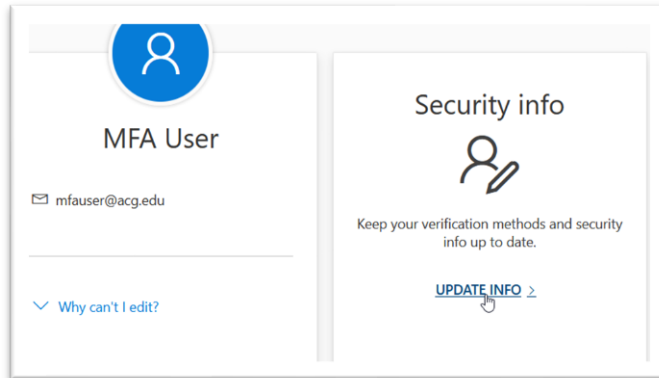 MFA User
mfauser@acg.edu
Why can't I edit?
Security info
Keep your verification methods and security
info up to date.
UPDATE INFO >